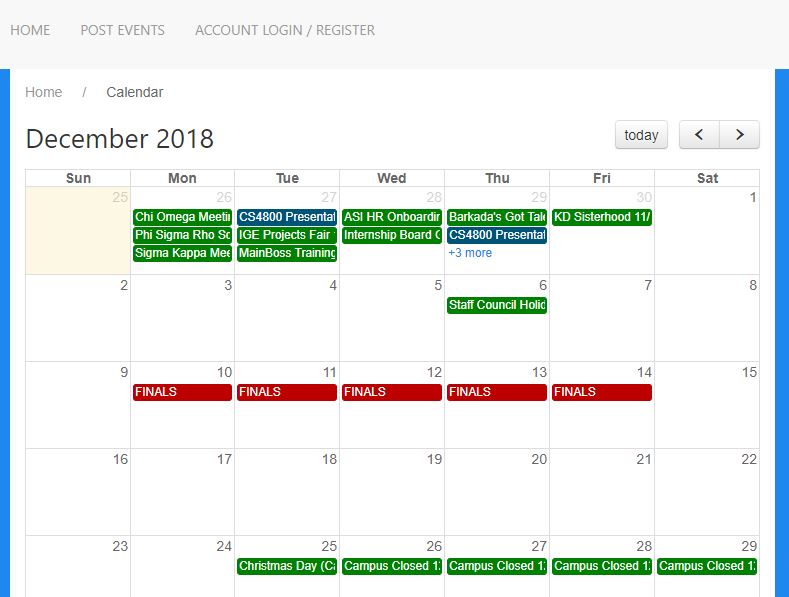 HOME POST EVENTS ACCOUNT LOGIN / REGISTER
Home / Calendar
December 2018
today < >
Sun Mon Tue Wed Thu Fri Sat
25 26 27 28 29 30 1
Chi Omega Meetin CS4800 Presentat ASI HR Onboardin Barkada's Got Tale KD Sisterhood 11/
Phi Sigma Rho So IGE Projects Fair Internship Board CS4800 Presentat
Sigma Kappa Mee MainBoss Training +3 more
2 3 4 5 6 7 8
Staff Council Holid
9 10 11 12 13 14 15
FINALS FINALS FINALS FINALS FINALS
16 17 18 19 20 21 22
23 24 25 26 27 28 29
Christmas Day (Ca Campus Closed 12 Campus Closed 12 Campus Closed 12 Campus Closed 12